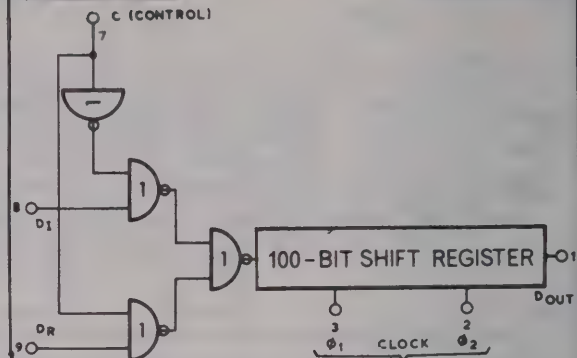 C (CONTROL)
7
1
8
DI
1
1
100-BIT SHIFT REGISTER
1
DOUT
DR
9
1
3
2
Φ1
CLOCK
Φ2